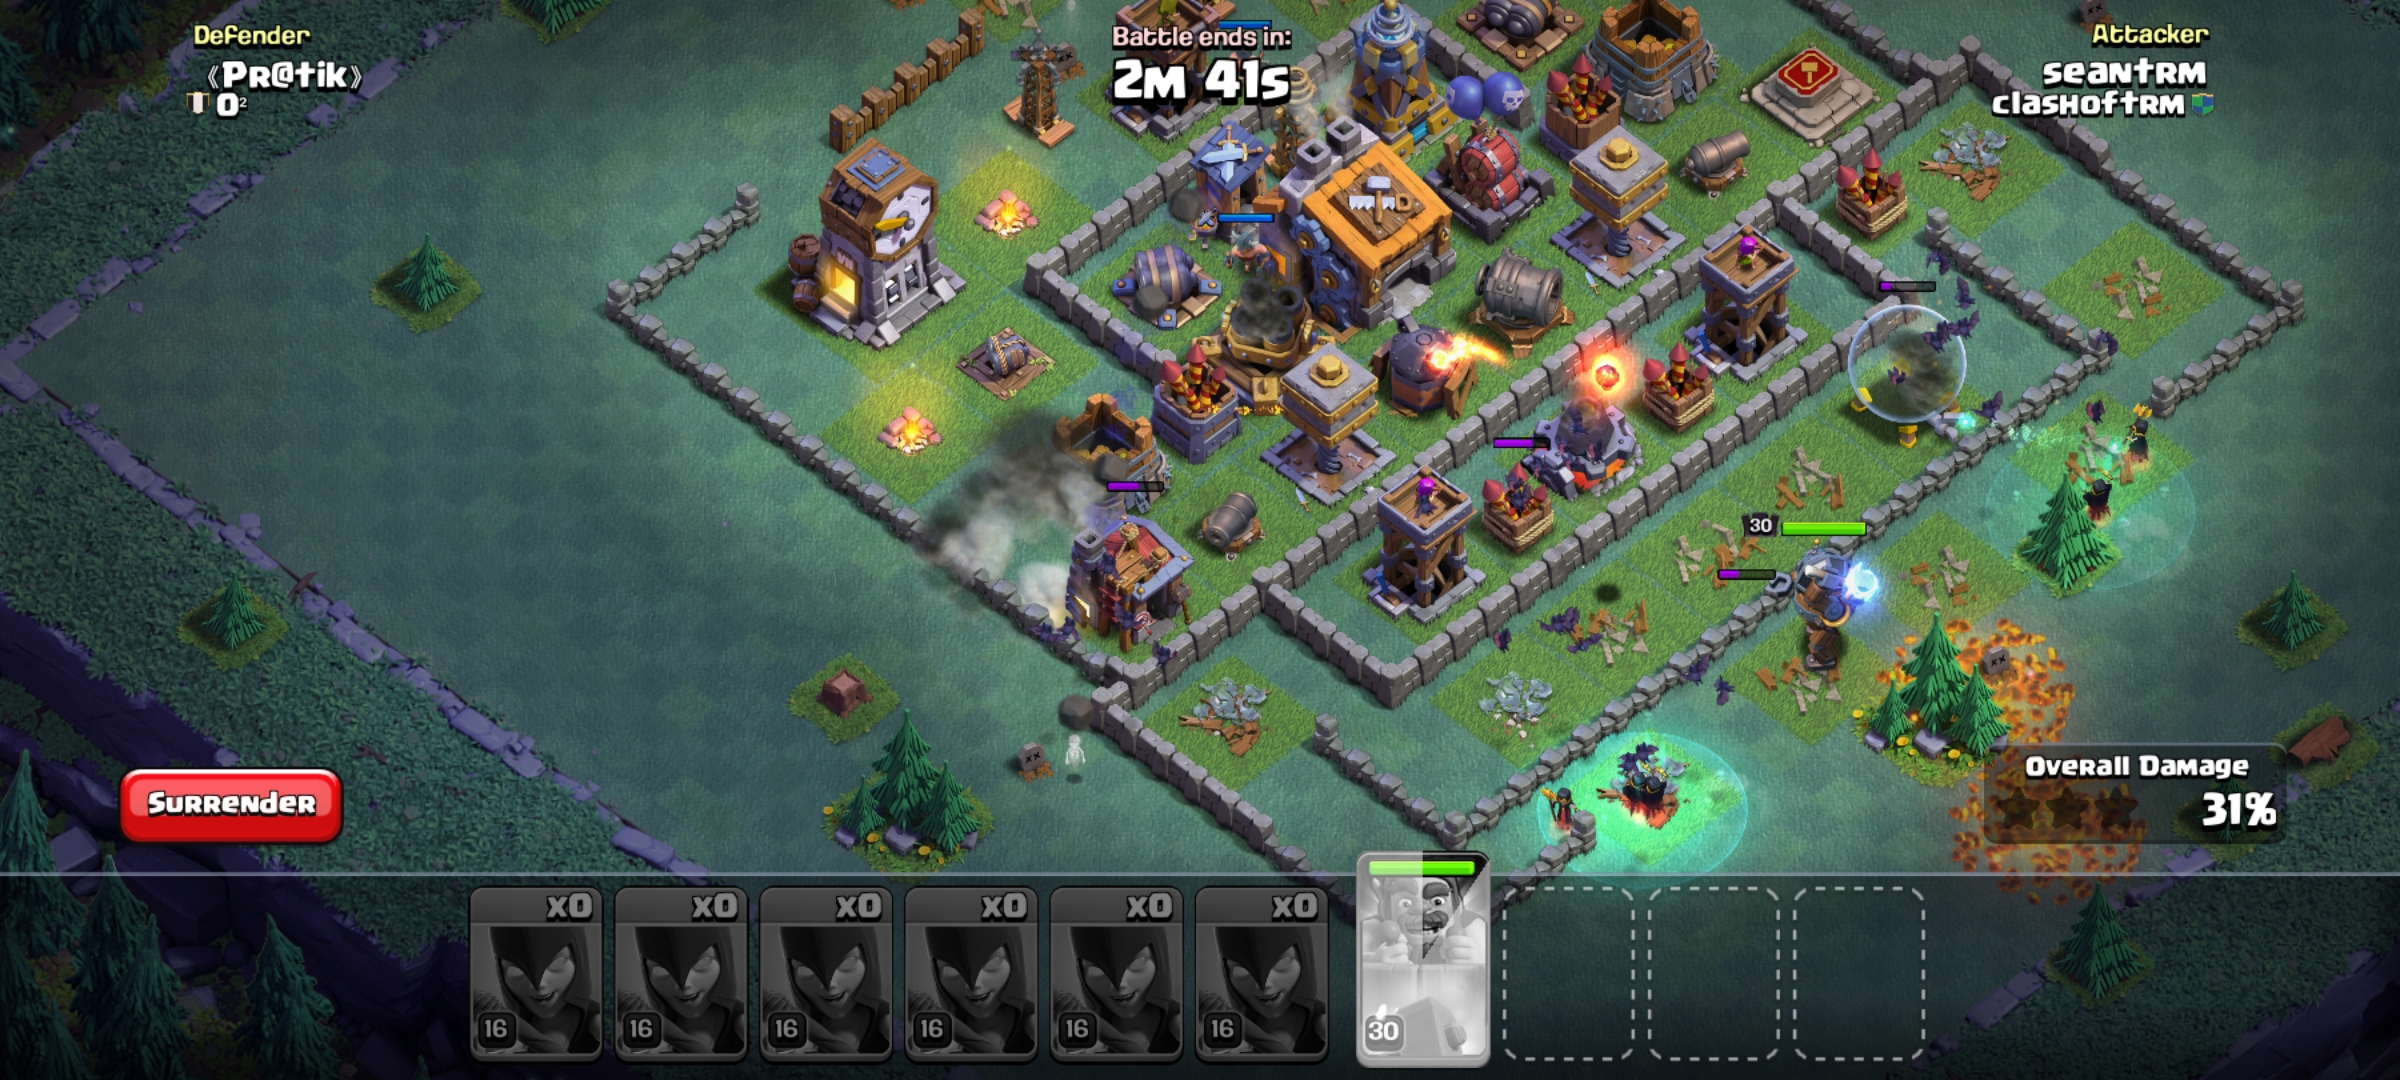 Defender
《Pr@tik》
0²
Battle ends in:
2M 41s
Attacker
seantRM
clashoftRM
30
Surrender
Overall Damage
31%
x0
x0
x0
x0
x0
x0
16
16
16
16
16
16
30